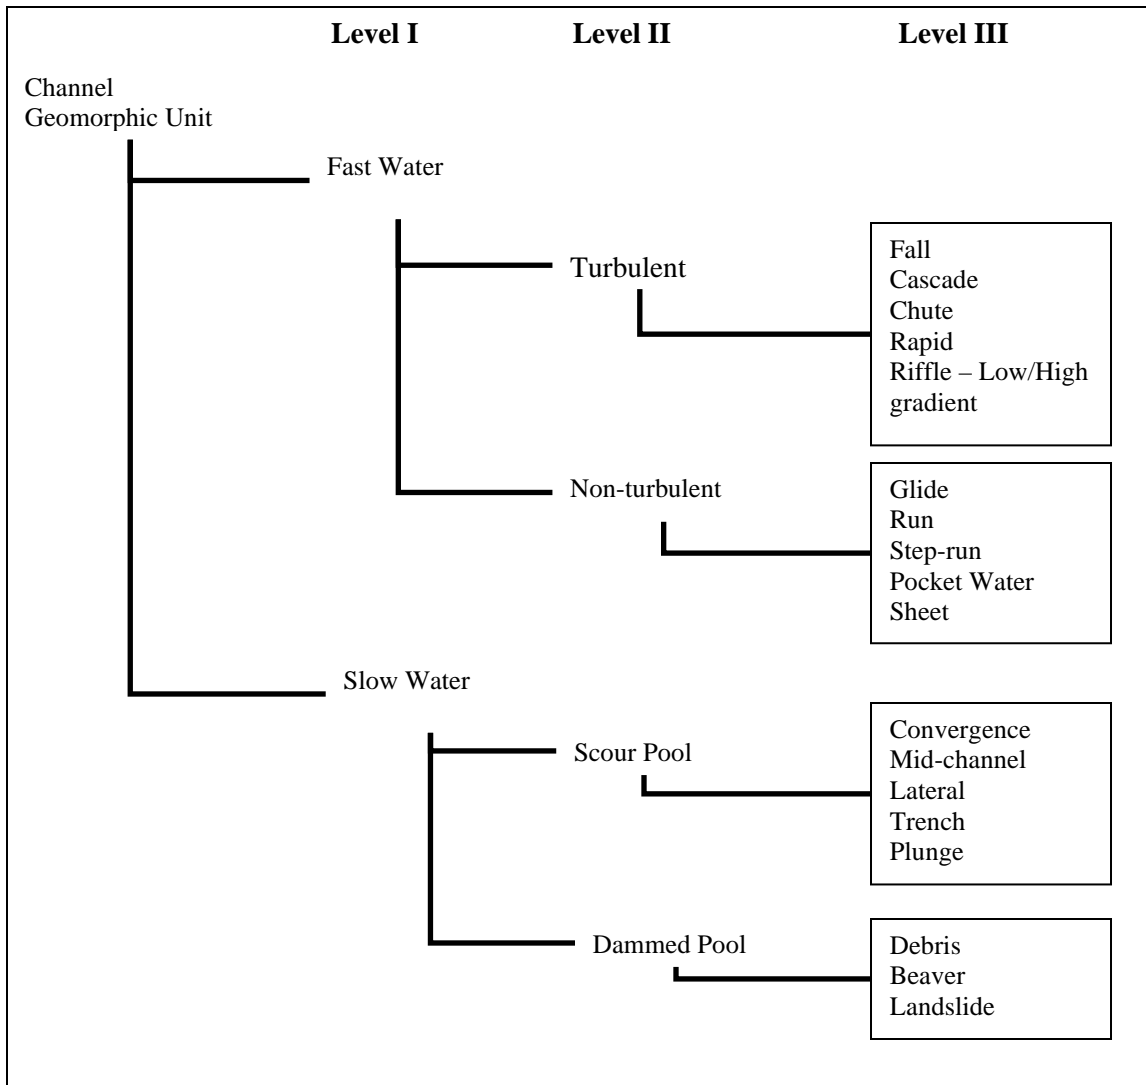 Level I Level II Level III
Channel
Geomorphic Unit
Fast Water
Turbulent
Fall
Cascade
Chute
Rapid
Riffle – Low/High
gradient
Non-turbulent
Glide
Run
Step-run
Pocket Water
Sheet
Slow Water
Scour Pool
Convergence
Mid-channel
Lateral
Trench
Plunge
Dammed Pool
Debris
Beaver
Landslide